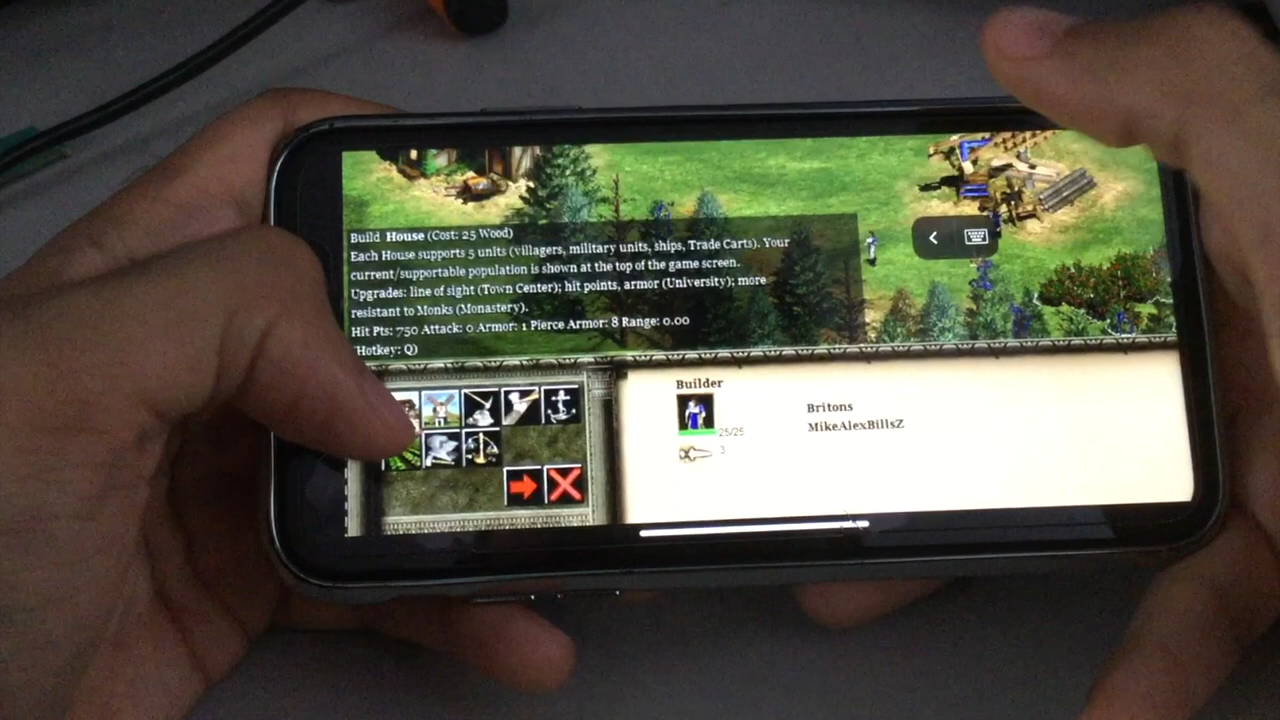 Build House (Cost: 25 Wood)
Each House supports 5 units (villagers, military units, ships, Trade Carts). Your
current/supportable population is shown at the top of the game screen.
Upgrades: line of sight (Town Center); hit points, armor (University); more
resistant to Monks (Monastery).
Hit Pts: 750 Attack: 0 Armor: 1 Pierce Armor: 8 Range: 0.00
(Hotkey: Q)
Builder
25/25
3
Britons
MikeAlexBillsZ